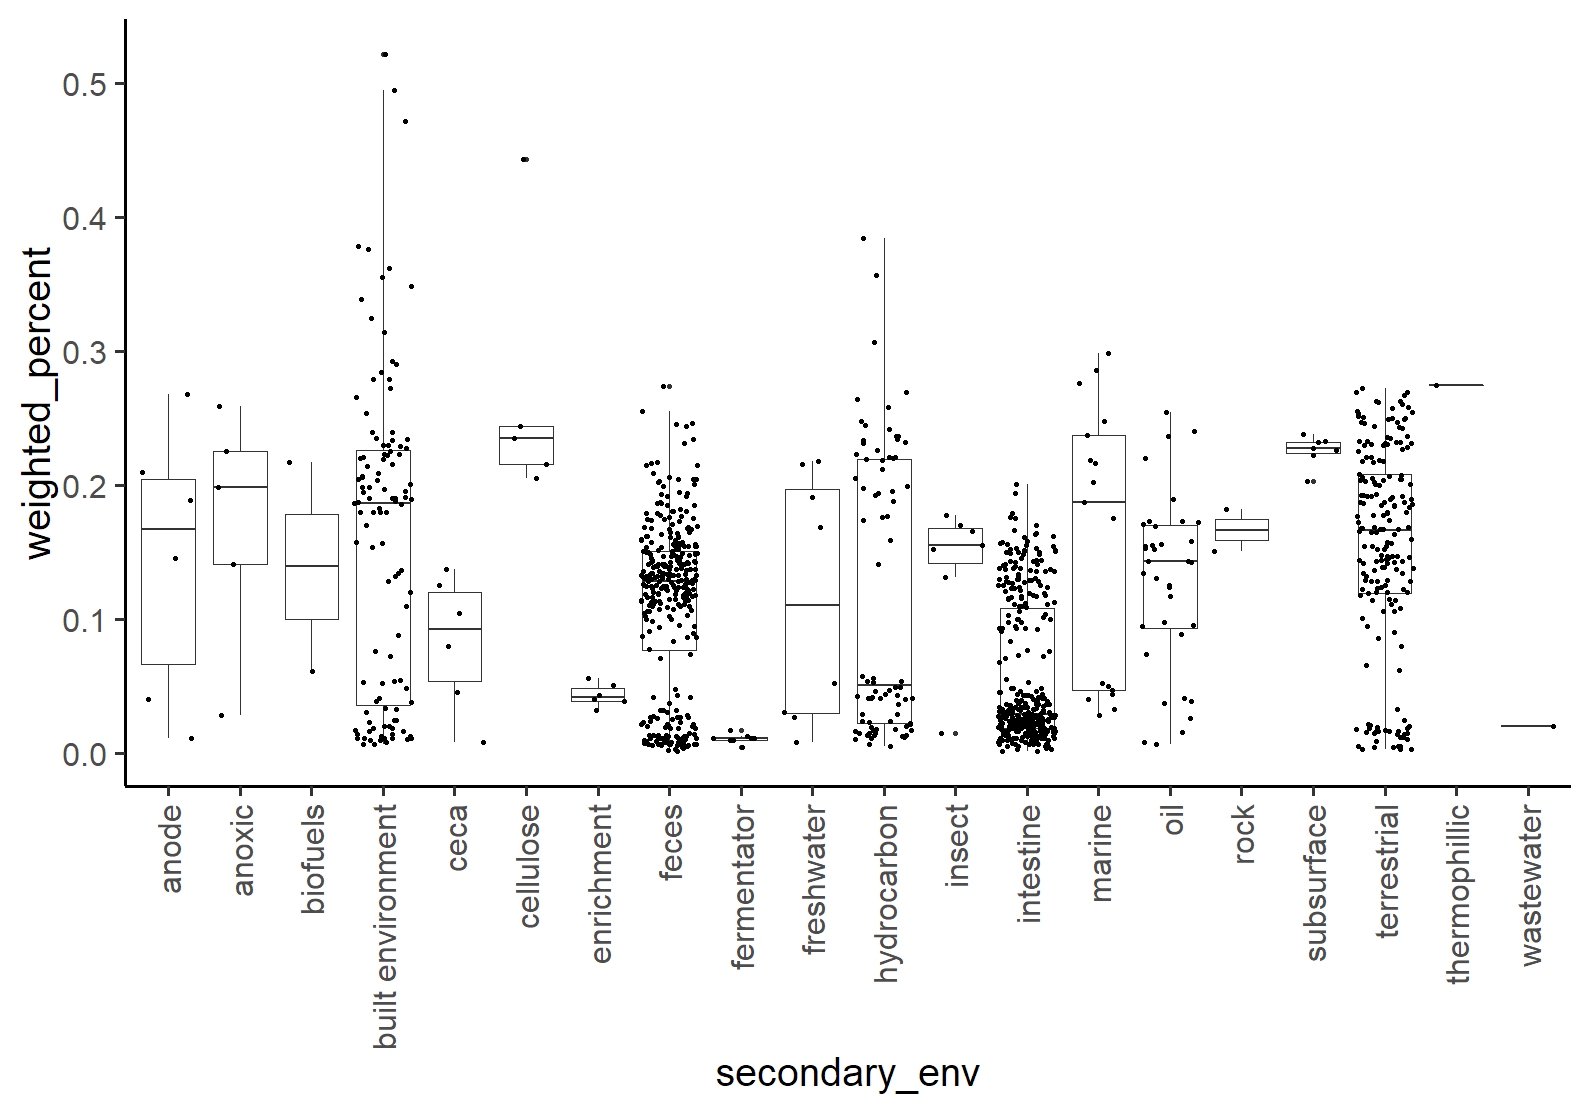 weighted_percent
0.5
0.4
0.3
0.2
0.1
0.0
anode
anoxic
biofuels
built environment
ceca
cellulose
enrichment
feces
fermentator
freshwater
hydrocarbon
insect
intestine
marine
oil
rock
subsurface
terrestrial
thermophillic
wastewater
secondary_env